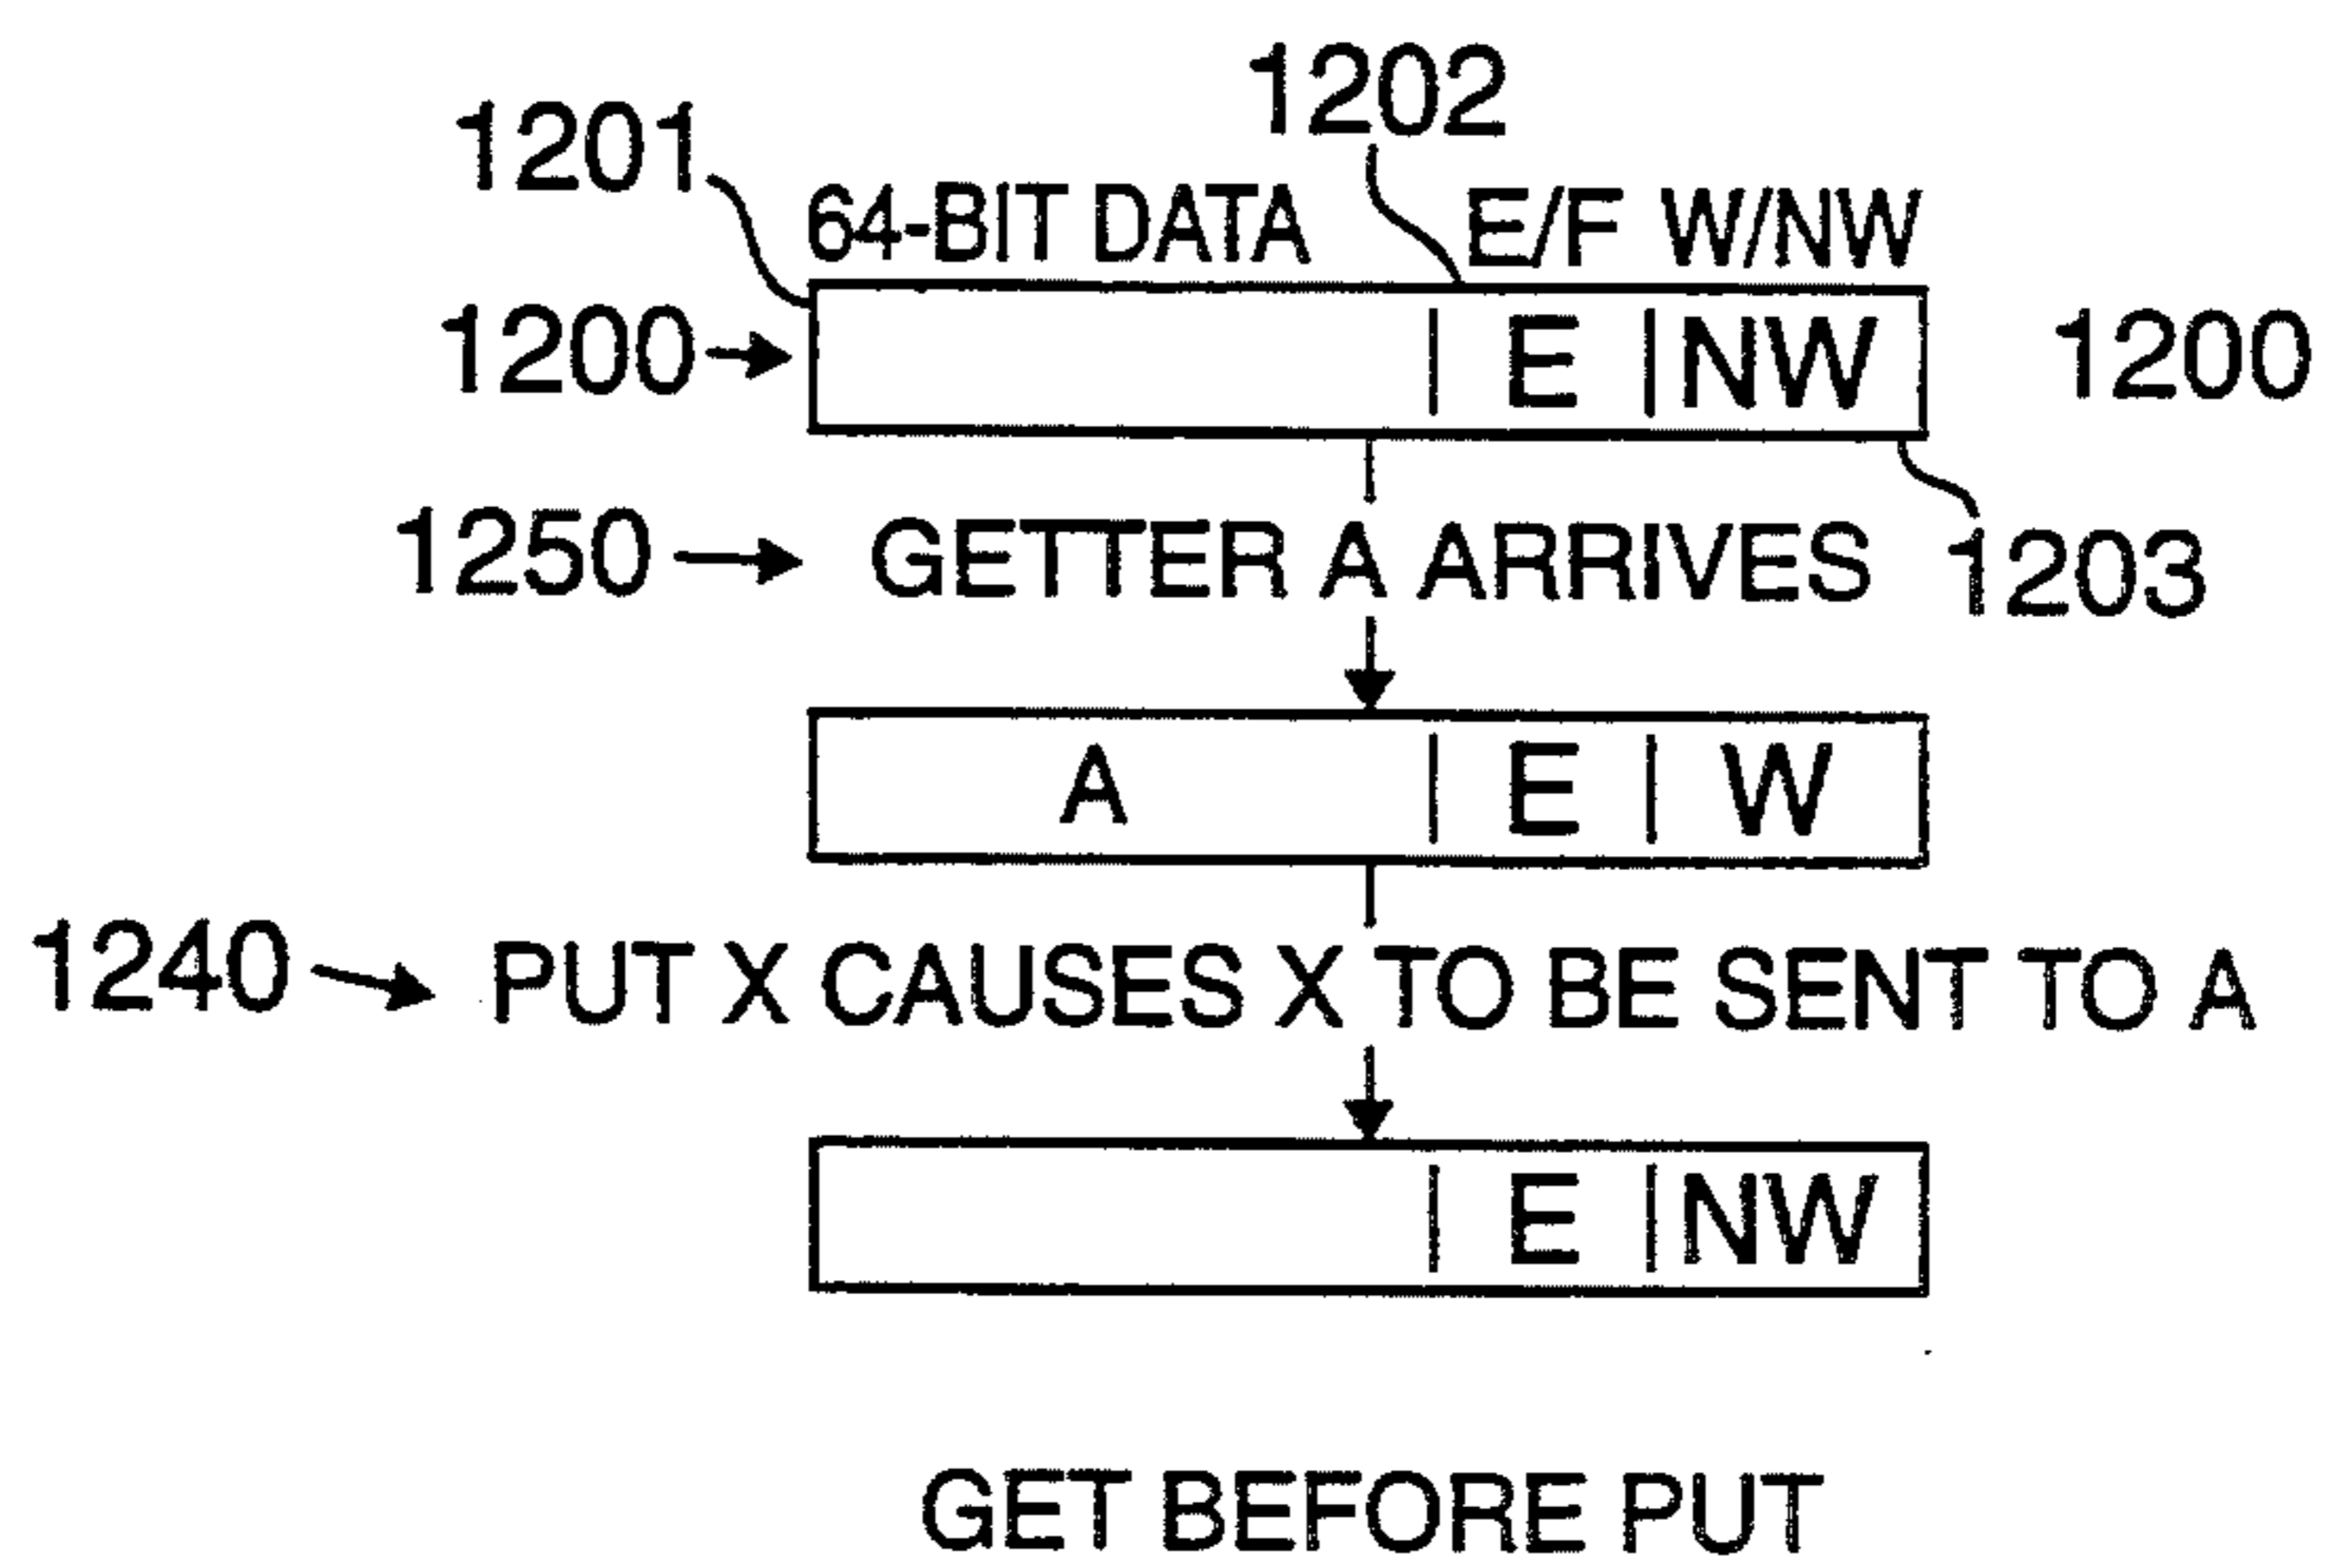 1202
1201
64-BIT DATA E/F W/NW
1200 E NW 1200
1250 GETTER A ARRIVES 1203
A E W
1240 PUT X CAUSES X TO BE SENT TO A
E NW
GET BEFORE PUT